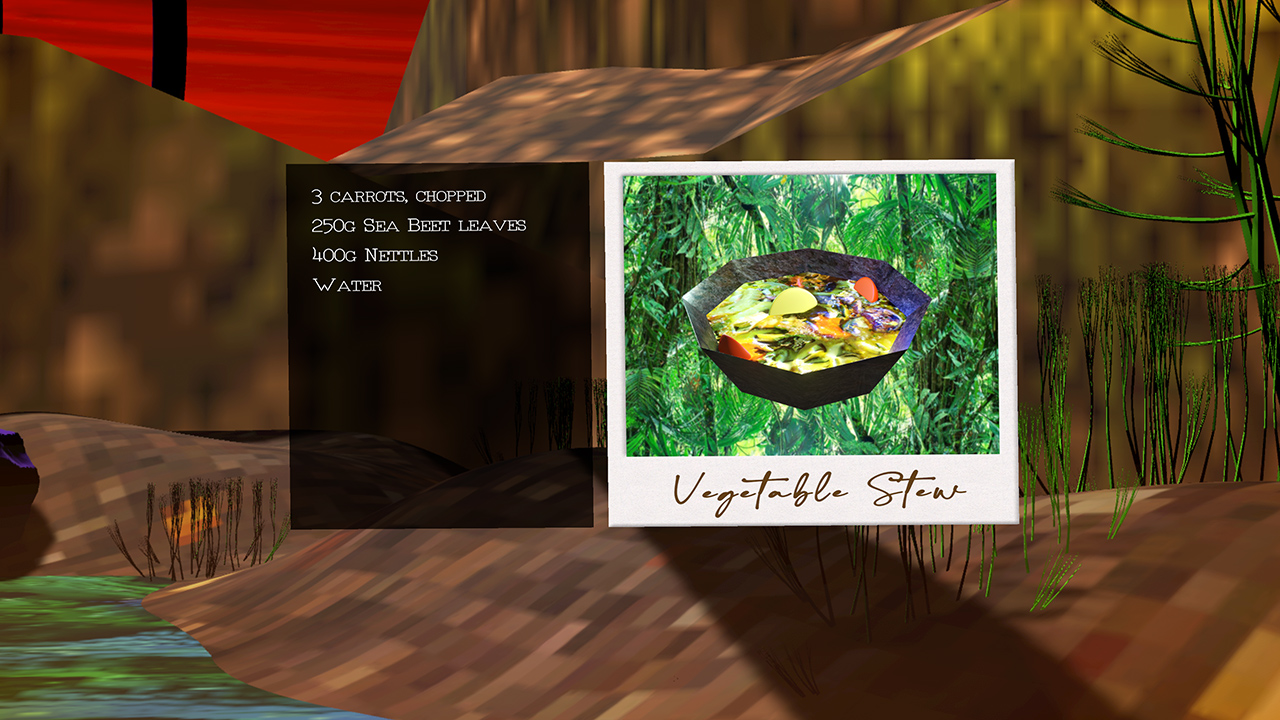 3 carrots, chopped
250g Sea Beet leaves
400g Nettles
Water
Vegetable Stew